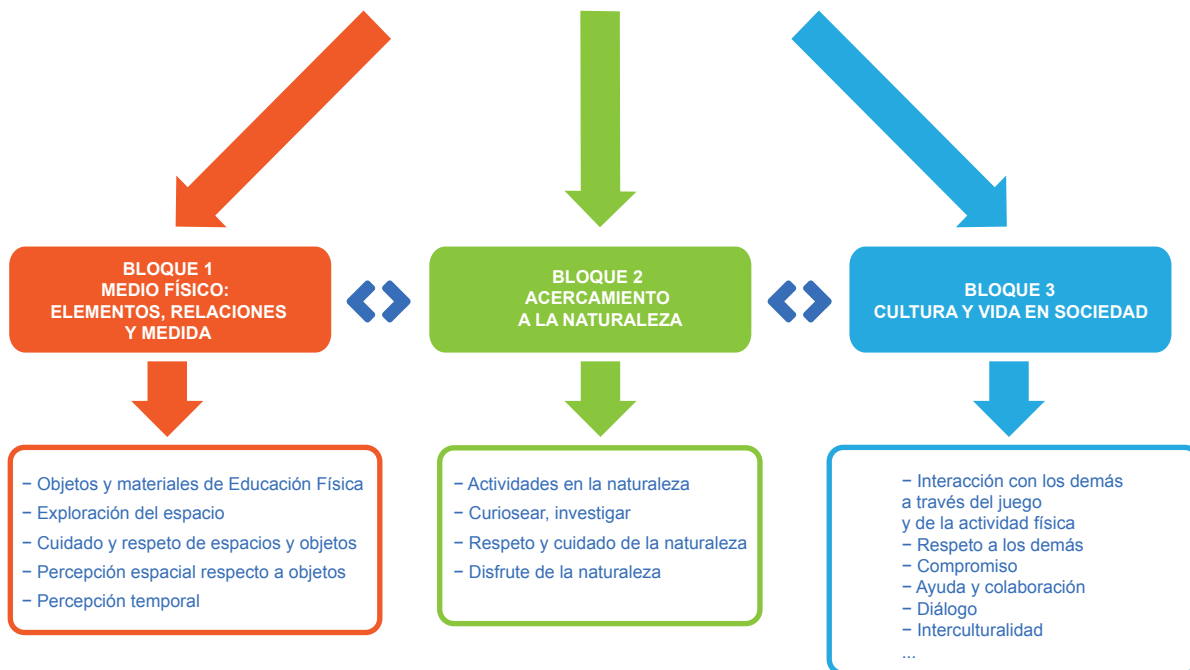 BLOQUE 1
MEDIO FÍSICO:
ELEMENTOS, RELACIONES
Y MEDIDA
BLOQUE 2
ACERCAMIENTO
A LA NATURALEZA
BLOQUE 3
CULTURA Y VIDA EN SOCIEDAD
− Objetos y materiales de Educación Física
− Exploración del espacio
− Cuidado y respeto de espacios y objetos
− Percepción espacial respecto a objetos
− Percepción temporal
− Actividades en la naturaleza
− Curiosear, investigar
− Respeto y cuidado de la naturaleza
− Disfrute de la naturaleza
− Interacción con los demás
a través del juego
y de la actividad física
− Respeto a los demás
− Compromiso
− Ayuda y colaboración
− Diálogo
− Interculturalidad
...